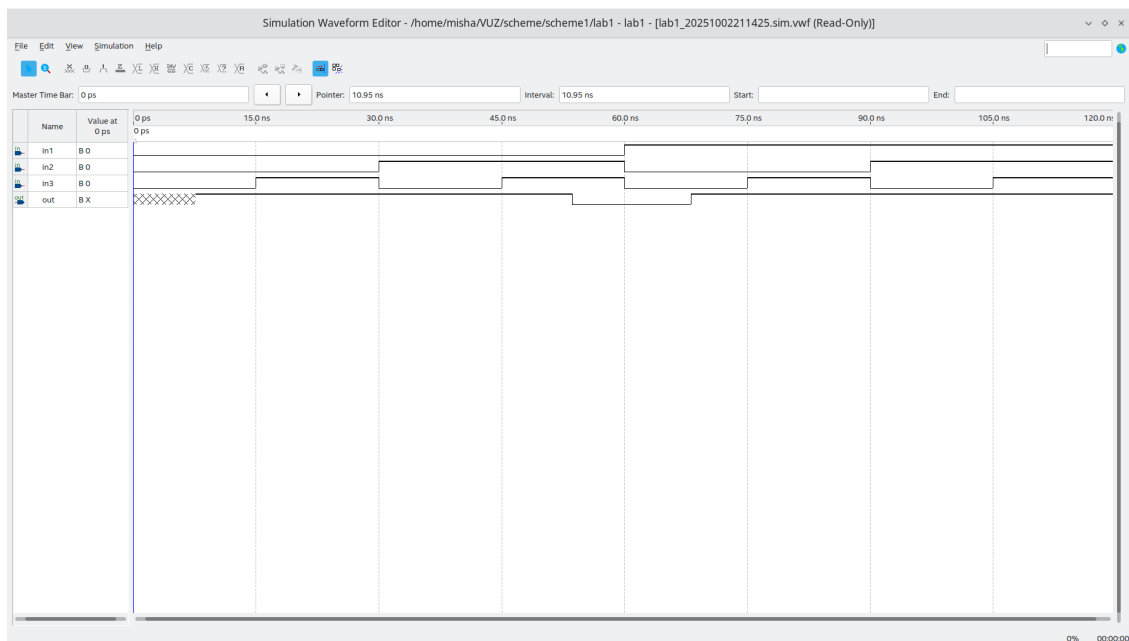 Simulation Waveform Editor - /home/misha/VUZ/scheme/scheme1/lab1 - lab1 - [lab1_20251002211425.sim.vwf (Read-Only)]
File Edit View Simulation Help
Master Time Bar: 0 ps Pointer: 10.95 ns Interval: 10.95 ns Start: End:
Name Value at 0 ps
0 ps 15.0 ns 30.0 ns 45.0 ns 60.0 ns 75.0 ns 90.0 ns 105.0 ns 120.0 ns
0 ps
in1 B 0
in2 B 0
in3 B 0
out B X
0% 00:00:00